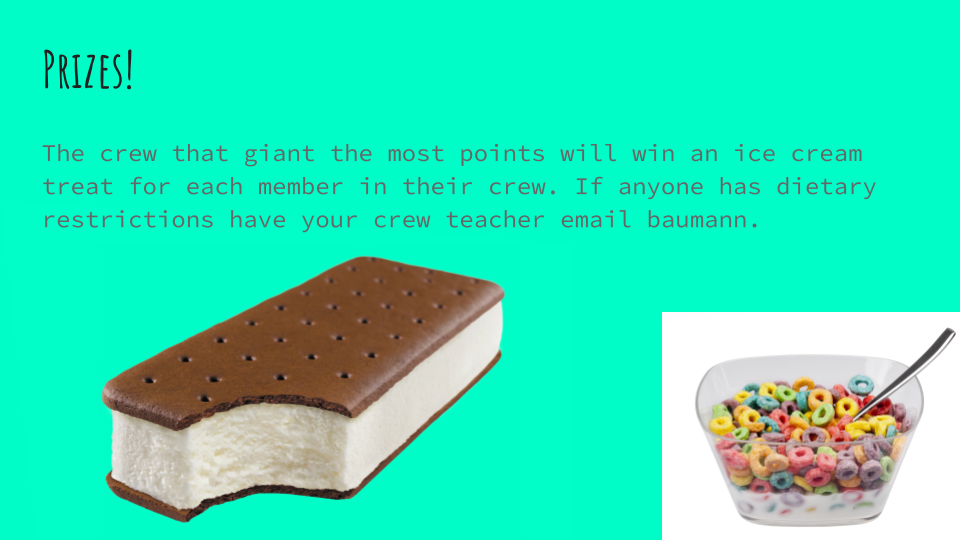 Prizes!
The crew that giant the most points will win an ice cream
treat for each member in their crew. If anyone has dietary
restrictions have your crew teacher email baumann.